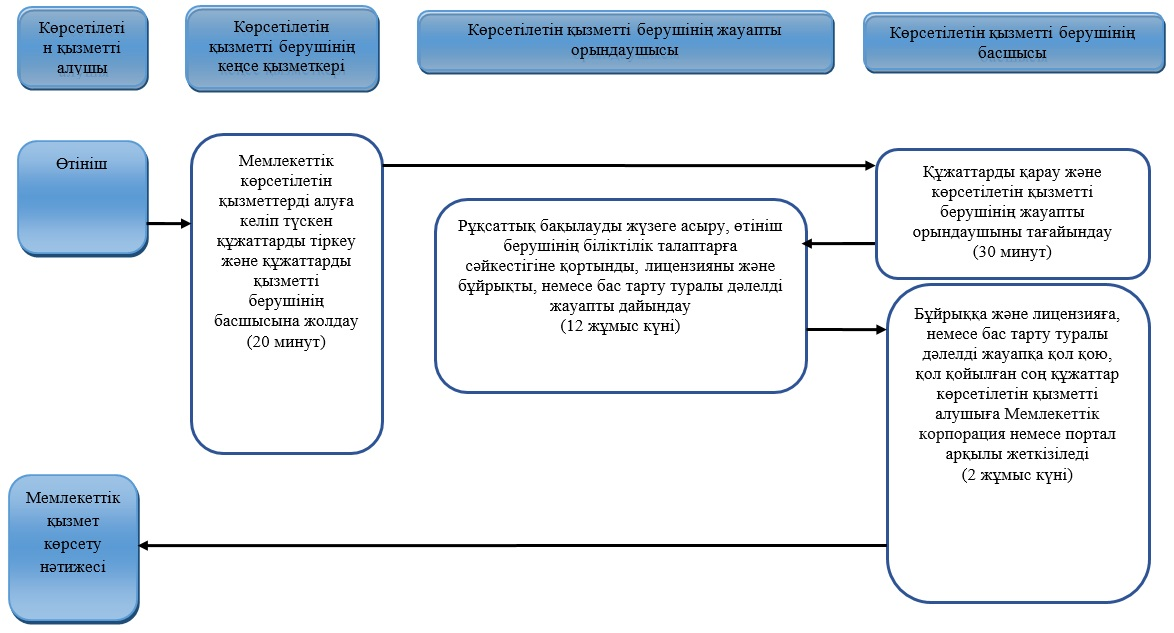 Көрсетілеті
н қызметті
алушы
Көрсетілетін
қызметті берушінің
кеңсе қызметкері
Көрсетілетін қызметті берушінің жауапты
орындаушысы
Көрсетілетін қызметті берушінің
басшысы
Өтініш
Мемлекеттік
көрсетілетін
қызметтерді алуға
келіп түскен
құжаттарды тіркеу
және құжаттарды
қызметті
берушінің
басшысына жолдау
(20 минут)
Құжаттарды қарау және
көрсетілетін қызметті
берушінің жауапты
орындаушыны тағайындау
(30 минут)
Рұқсаттық бақылауды жүзеге асыру, өтініш
берушінің біліктілік талаптарға
сәйкестігіне қортынды, лицензияны және
бұйрықты, немесе бас тарту туралы дәлелді
жауапты дайындау
(12 жұмыс күні)
Бұйрыққа және лицензияға,
немесе бас тарту туралы
дәлелді жауапқа қол қою,
қол қойылған соң құжаттар
көрсетілетін қызметті
алушыға Мемлекеттік
корпорация немесе портал
арқылы жеткізіледі
(2 жұмыс күні)
Мемлекеттік
қызмет
көрсету
нәтижесі